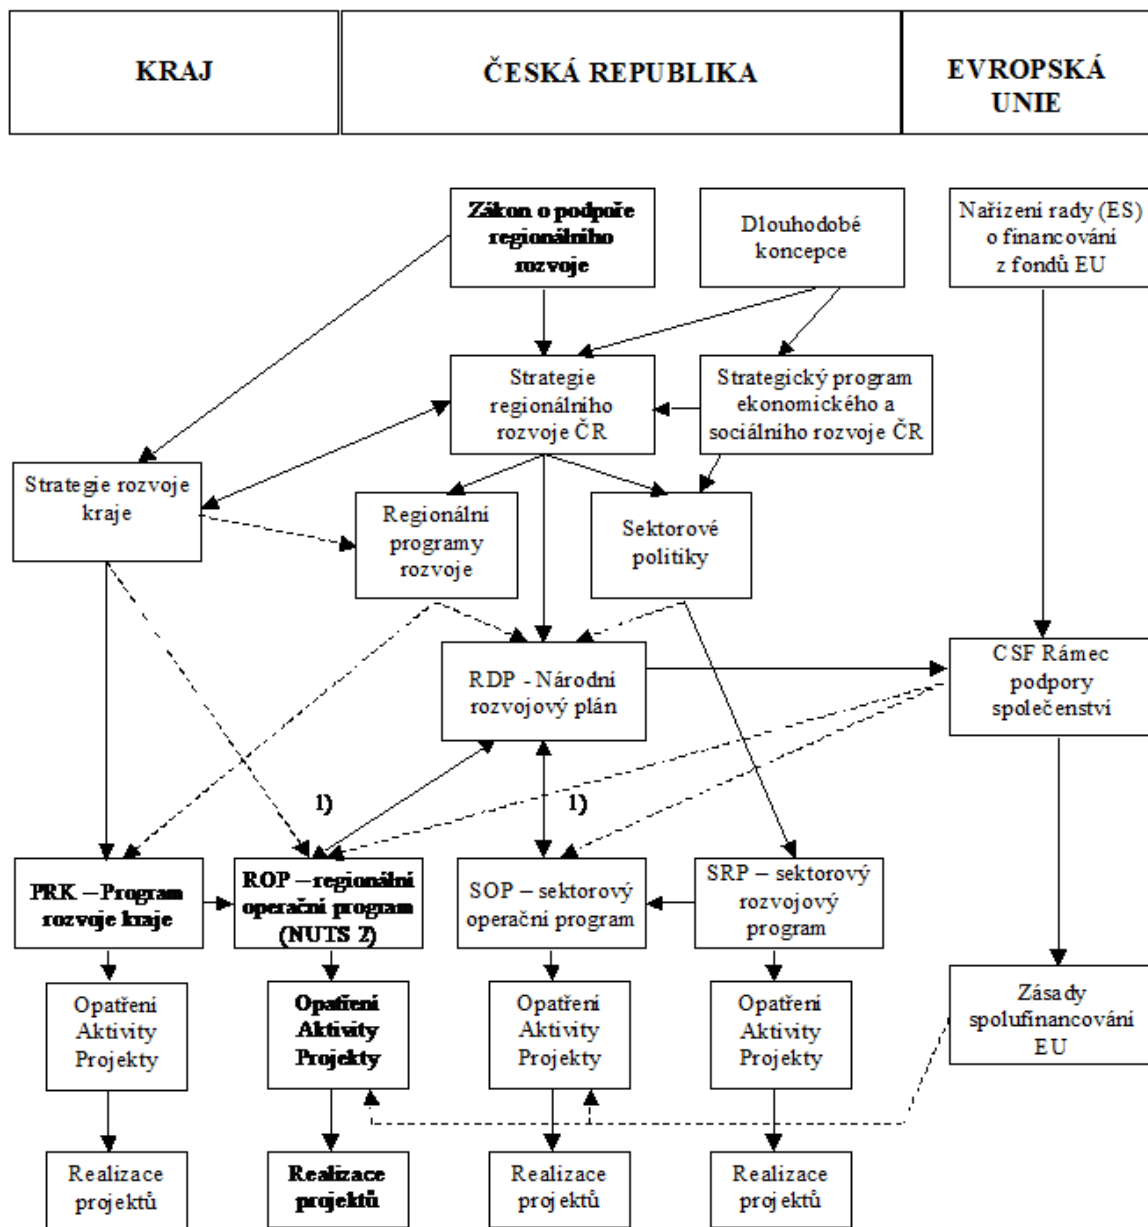 KRAJ
ČESKÁ REPUBLIKA
EVROPSKÁ
UNIE
Zákon o podpoře
regionálního
rozvoje
Dlouhodobé
koncepce
Nařízení rady (ES)
o financování
z fondů EU
Strategie
regionálního
rozvoje ČR
Strategický program
ekonomického a
sociálního rozvoje ČR
Strategie rozvoje
kraje
Regionální
programy
rozvoje
Sektorové
politiky
RDP - Národní
rozvojový plán
CSF Rámec
podpory
společenství
1)
1)
PRK – Program
rozvoje kraje
ROP – regionální
operační program
(NUTS 2)
SOP – sektorový
operační program
SRP – sektorový
rozvojový
program
Opatření
Aktivity
Projekty
Opatření
Aktivity
Projekty
Opatření
Aktivity
Projekty
Opatření
Aktivity
Projekty
Zásady
spolufinancování
EU
Realizace
projektů
Realizace
projektů
Realizace
projektů
Realizace
projektů